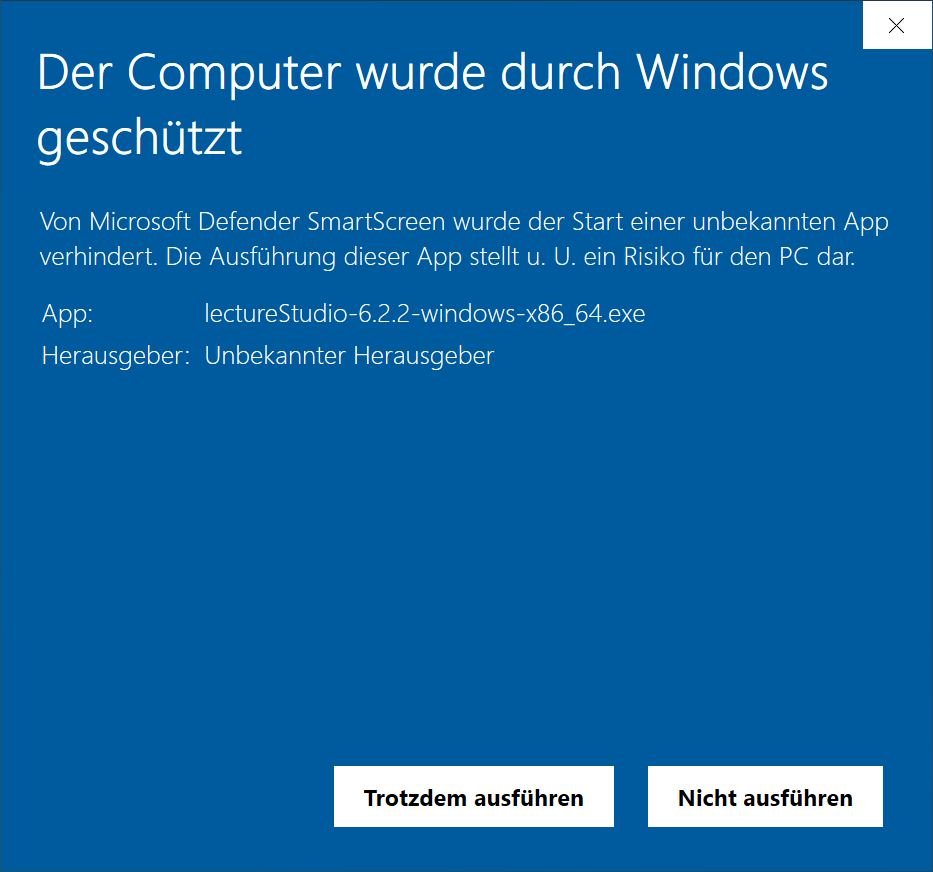 Der Computer wurde durch Windows
geschützt
Von Microsoft Defender SmartScreen wurde der Start einer unbekannten App
verhindert. Die Ausführung dieser App stellt u. U. ein Risiko für den PC dar.
App: lectureStudio-6.2.2-windows-x86_64.exe
Herausgeber: Unbekannter Herausgeber
Trotzdem ausführen Nicht ausführen